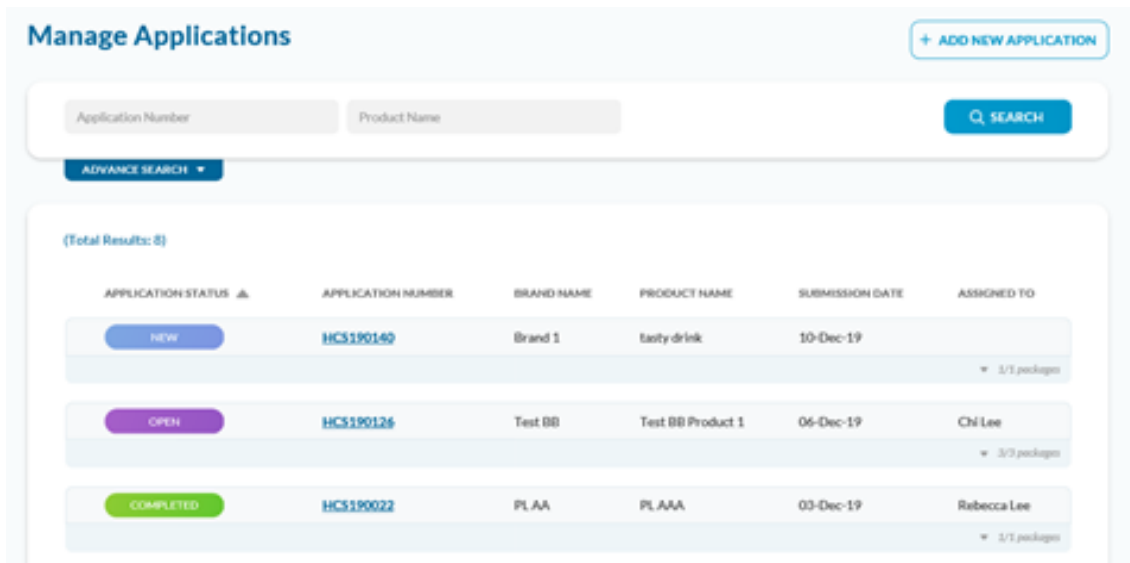 Manage Applications
+ ADD NEW APPLICATION
Application Number Product Name SEARCH
ADVANCE SEARCH
(Total Results: 8)
APPLICATION STATUS APPLICATION NUMBER BRAND NAME PRODUCT NAME SUBMISSION DATE ASSIGNED TO
NEW HCS190140 Brand 1 tasty drink 10-Dec-19
1/1 packages
OPEN HCS190126 Test BB Test BB Product 1 06-Dec-19 Chi Lee
3/3 packages
COMPLETED HCS190022 PL AA PL AAA 03-Dec-19 Rebecca Lee
1/1 packages